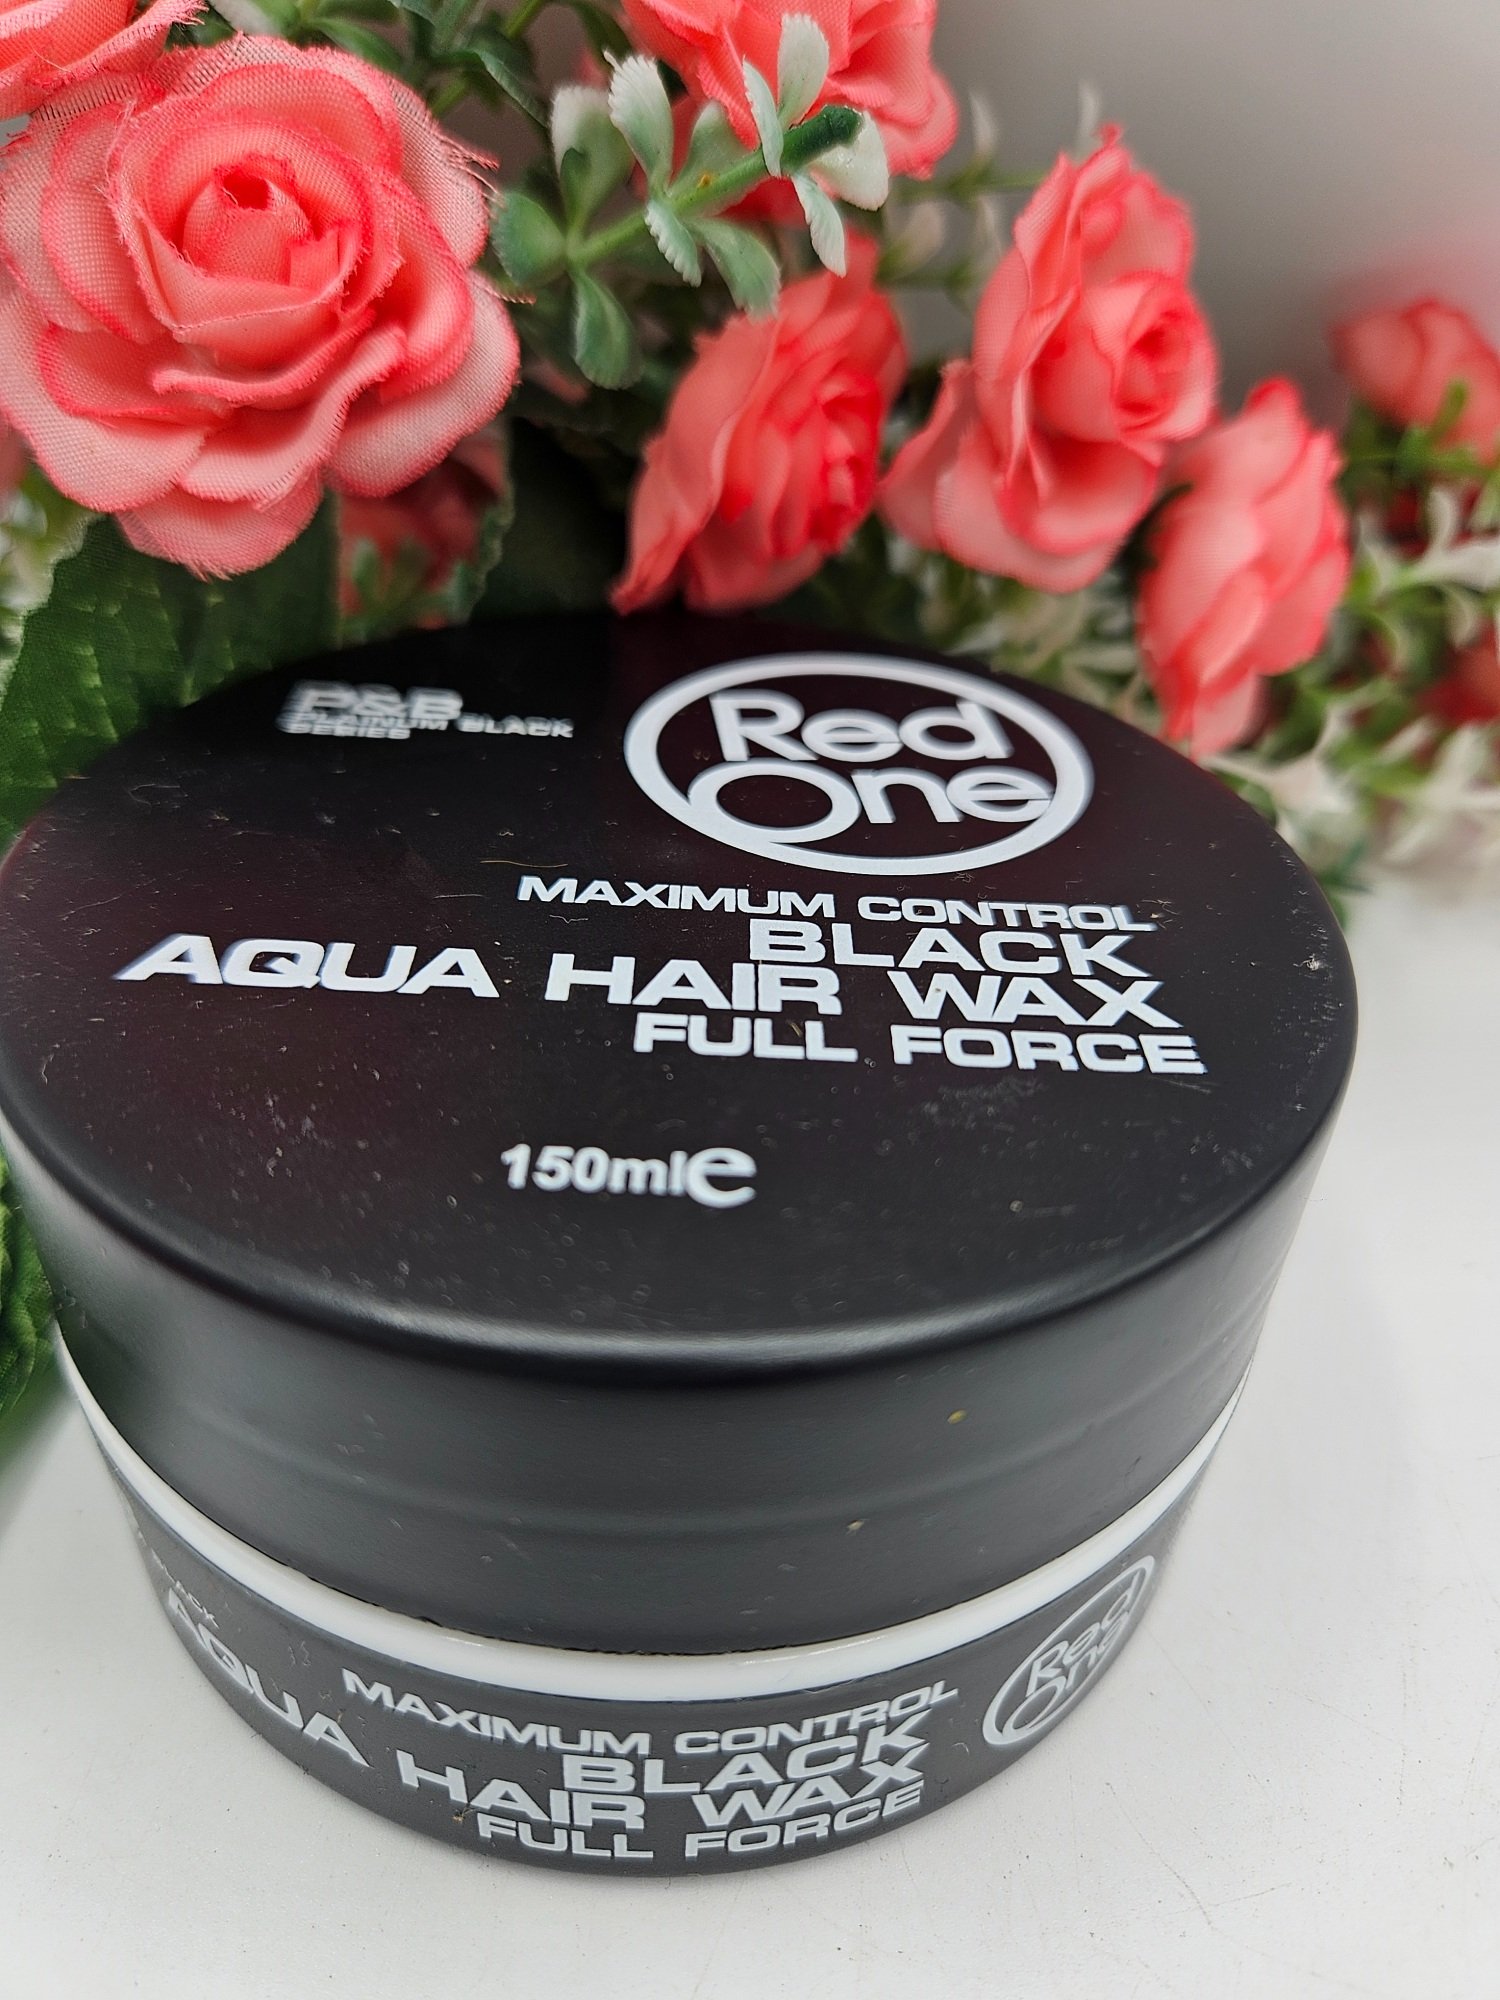 P&B
PLATINUM BLACK
SERIES
Red
One
MAXIMUM CONTROL
BLACK
AQUA HAIR WAX
FULL FORCE
150ml e
MAXIMUM CONTROL
BLACK
AQUA HAIR WAX
FULL FORCE
Red
One